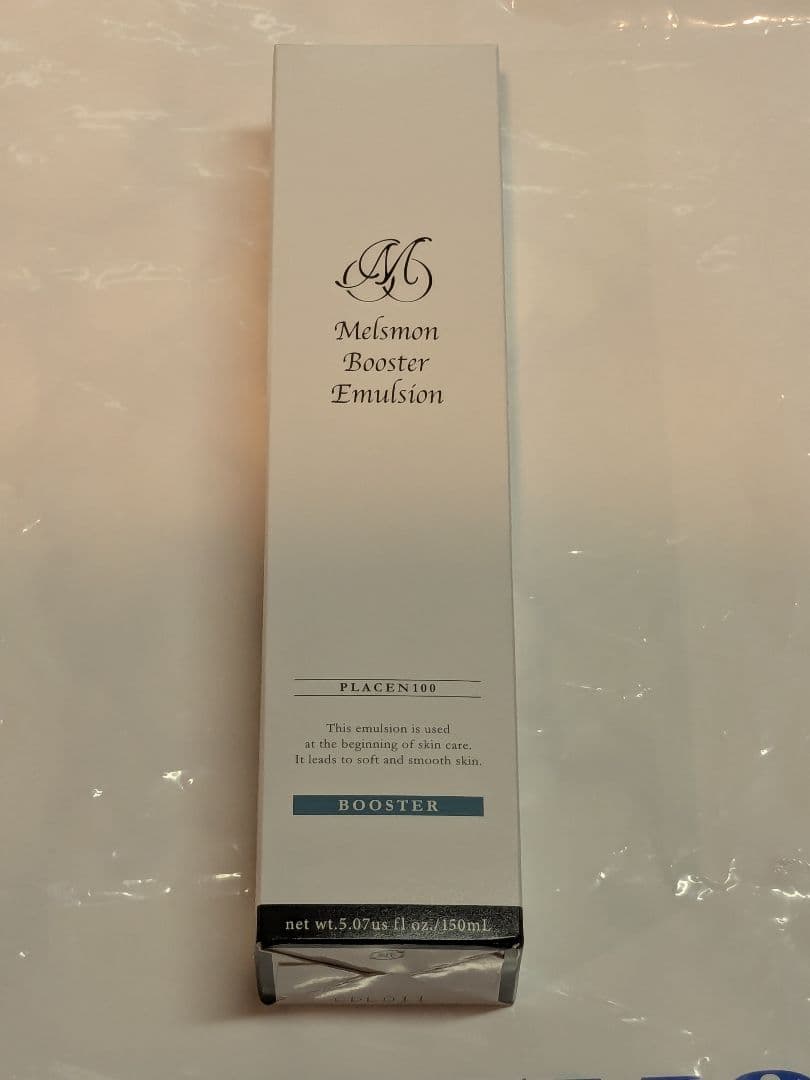 M
Melsmon
Booster
Emulsion
PLACEN100
This emulsion is used
at the beginning of skin care.
It leads to soft and smooth skin.
BOOSTER
net wt.5.07us fl oz./150mL